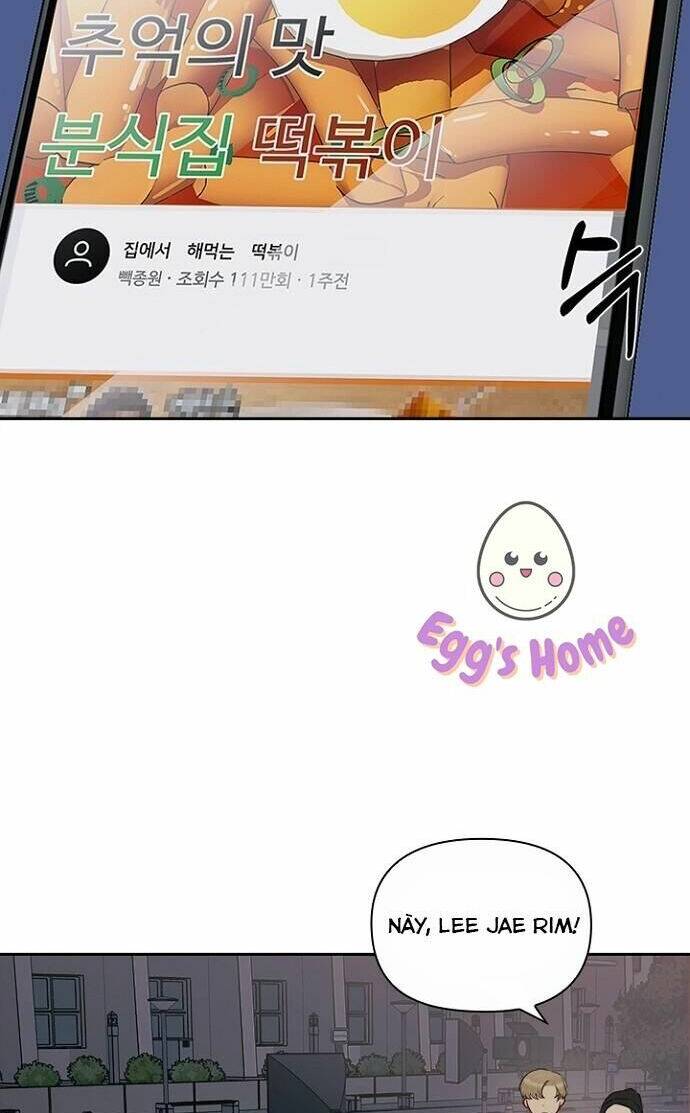 추억의 맛
분식집 떡볶이
집에서 해먹는 떡볶이
빽종원 · 조회수 111만회 · 1주전
슥
Egg's Home
NÀY, LEE JAE RIM!